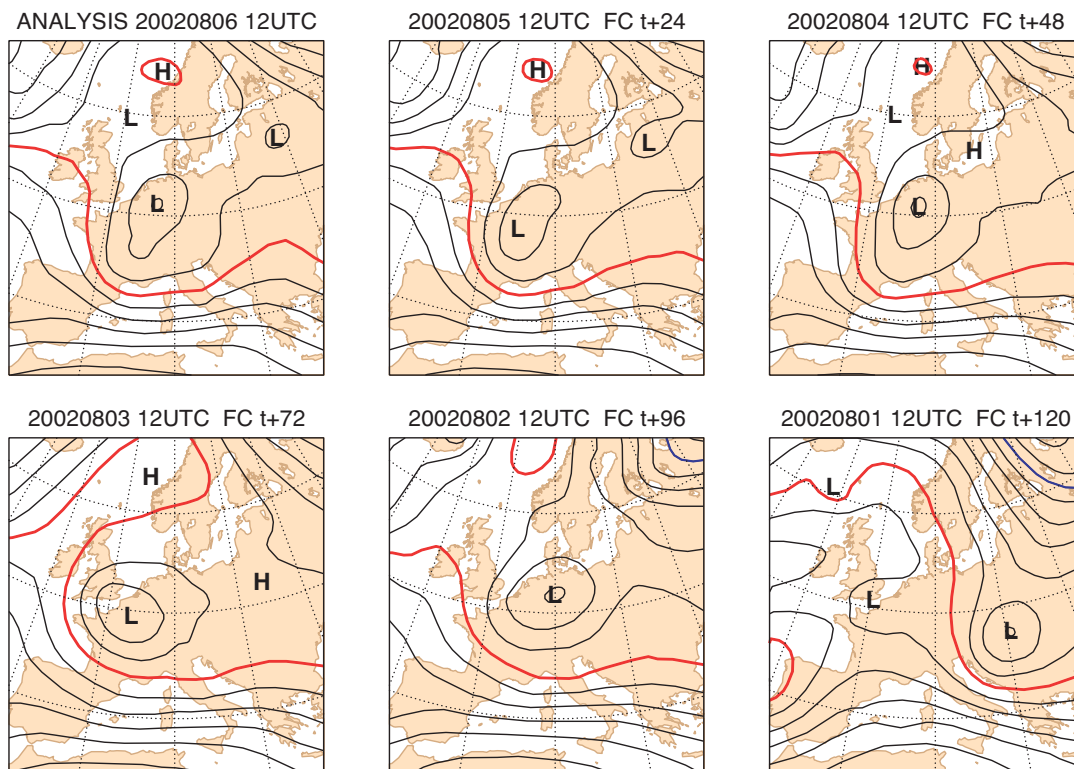 ANALYSIS 20020806 12UTC
20020805 12UTC FC t+24
20020804 12UTC FC t+48
H
L
L
L
H
L
L
H
L
H
L
20020803 12UTC FC t+72
20020802 12UTC FC t+96
20020801 12UTC FC t+120
H
H
L
L
L
L
L